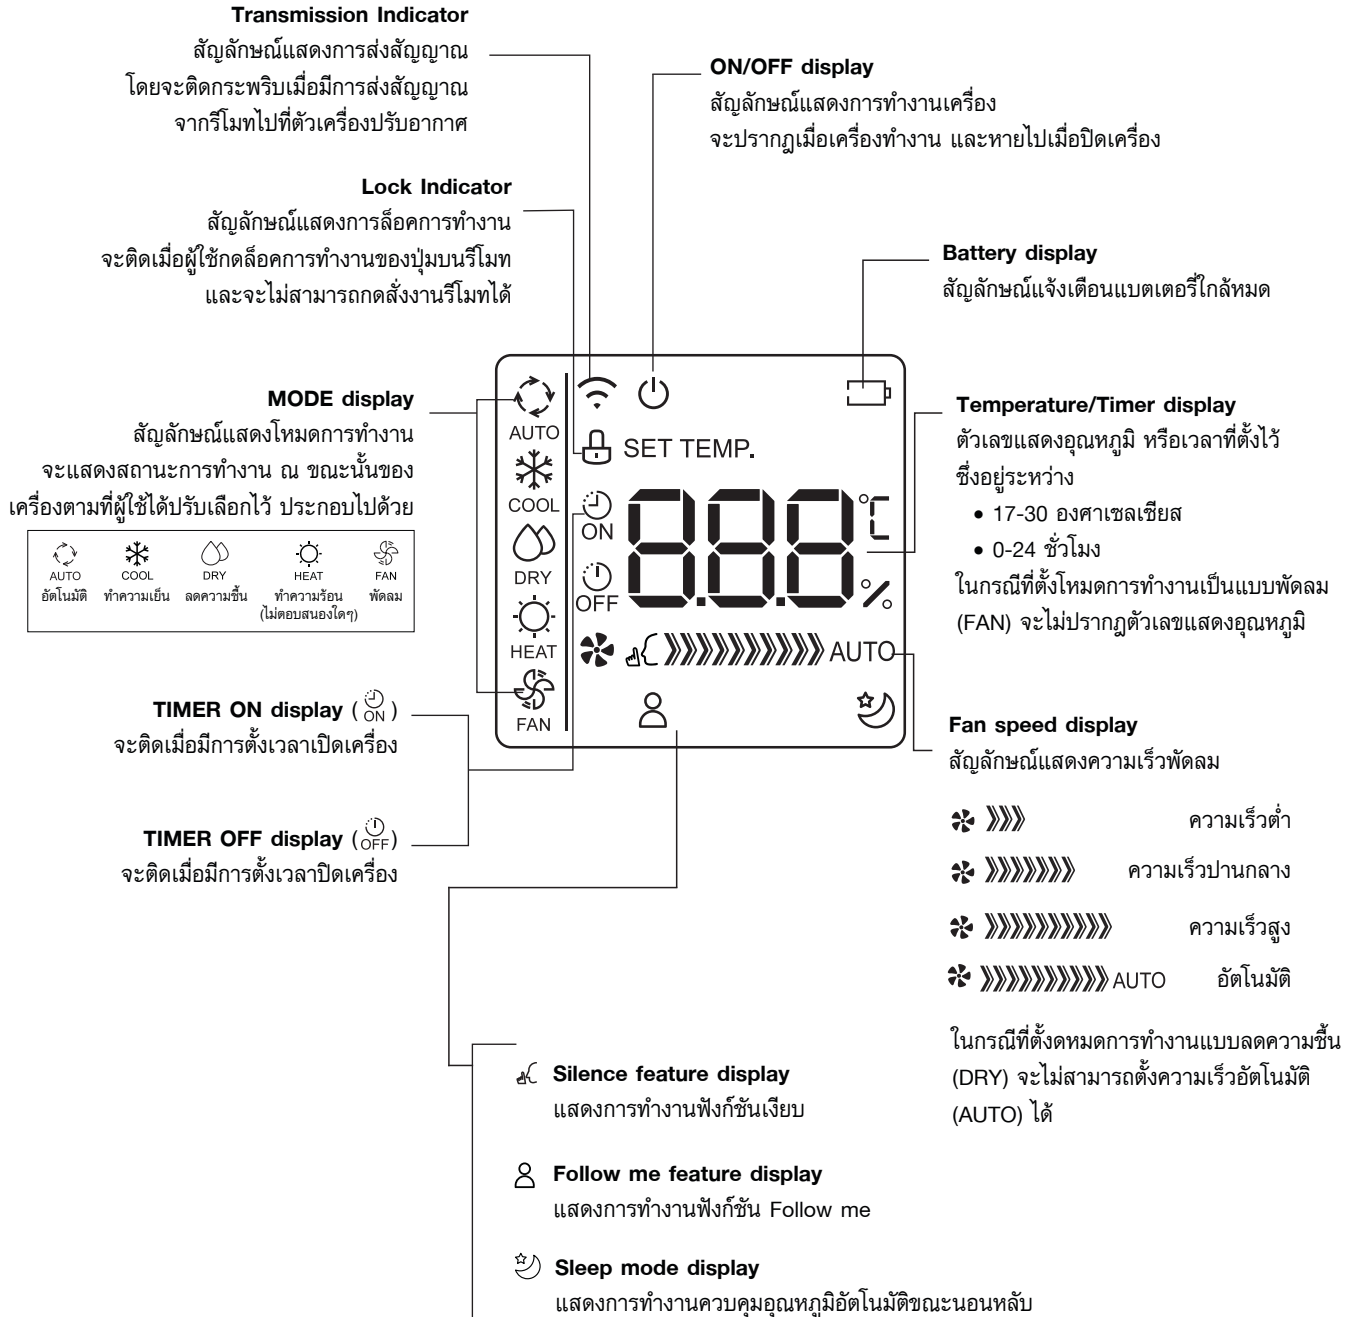 Transmission Indicator
สัญลักษณ์แสดงการส่งสัญญาณ
โดยจะติดกระพริบเมื่อมีการส่งสัญญาณ
จากรีโมทไปที่ตัวเครื่องปรับอากาศ
ON/OFF display
สัญลักษณ์แสดงการทำงานเครื่อง
จะปรากฏเมื่อเครื่องทำงาน และหายไปเมื่อปิดเครื่อง
Lock Indicator
สัญลักษณ์แสดงการล็อคการทำงาน
จะติดเมื่อผู้ใช้กดล็อคการทำงานของปุ่มบนรีโมท
และจะไม่สามารถกดสั่งงานรีโมทได้
Battery display
สัญลักษณ์แจ้งเตือนแบตเตอรี่ใกล้หมด
MODE display
สัญลักษณ์แสดงโหมดการทำงาน
จะแสดงสถานะการทำงาน ณ ขณะนั้นของ
เครื่องตามที่ผู้ใช้ได้ปรับเลือกไว้ ประกอบไปด้วย
AUTO COOL DRY HEAT FAN
อัตโนมัติ ทำความเย็น ลดความชื้น ทำความร้อน พัดลม
(ไม่ตอบสนองใดๆ)
AUTO
COOL
DRY
HEAT
FAN
SET TEMP.
ON
OFF
8.8.8 °C
%
AUTO
Temperature/Timer display
ตัวเลขแสดงอุณหภูมิ หรือเวลาที่ตั้งไว้
ซึ่งอยู่ระหว่าง
• 17-30 องศาเซลเซียส
• 0-24 ชั่วโมง
ในกรณีที่ตั้งโหมดการทำงานเป็นแบบพัดลม
(FAN) จะไม่ปรากฏตัวเลขแสดงอุณหภูมิ
TIMER ON display (ON)
จะติดเมื่อมีการตั้งเวลาเปิดเครื่อง
TIMER OFF display (OFF)
จะติดเมื่อมีการตั้งเวลาปิดเครื่อง
Fan speed display
สัญลักษณ์แสดงความเร็วพัดลม
ความเร็วต่ำ
ความเร็วปานกลาง
ความเร็วสูง
AUTO อัตโนมัติ
ในกรณีที่ตั้งดหมดการทำงานแบบลดความชื้น
(DRY) จะไม่สามารถตั้งความเร็วอัตโนมัติ
(AUTO) ได้
Silence feature display
แสดงการทำงานฟังก์ชันเงียบ
Follow me feature display
แสดงการทำงานฟังก์ชัน Follow me
Sleep mode display
แสดงการทำงานควบคุมอุณหภูมิอัตโนมัติขณะนอนหลับ